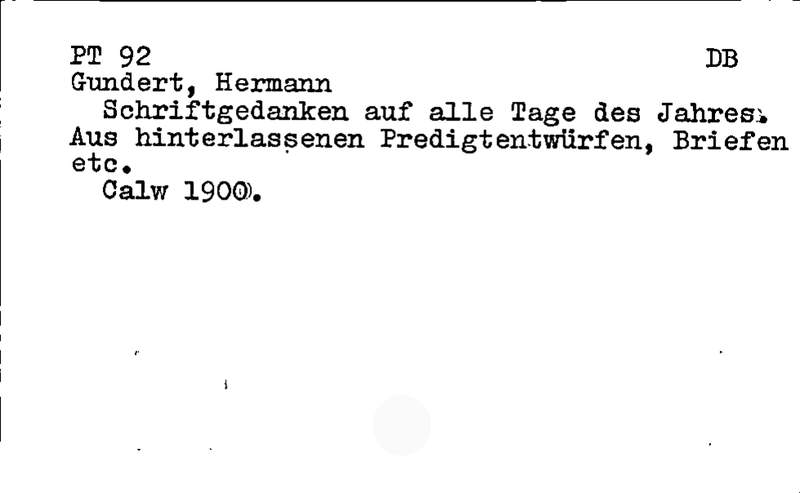 PT 92 DB
Gundert, Hermann
Schriftgedanken auf alle Tage des Jahres.
Aus hinterlassenen Predigtentwürfen, Briefen
etc.
Calw 1900.